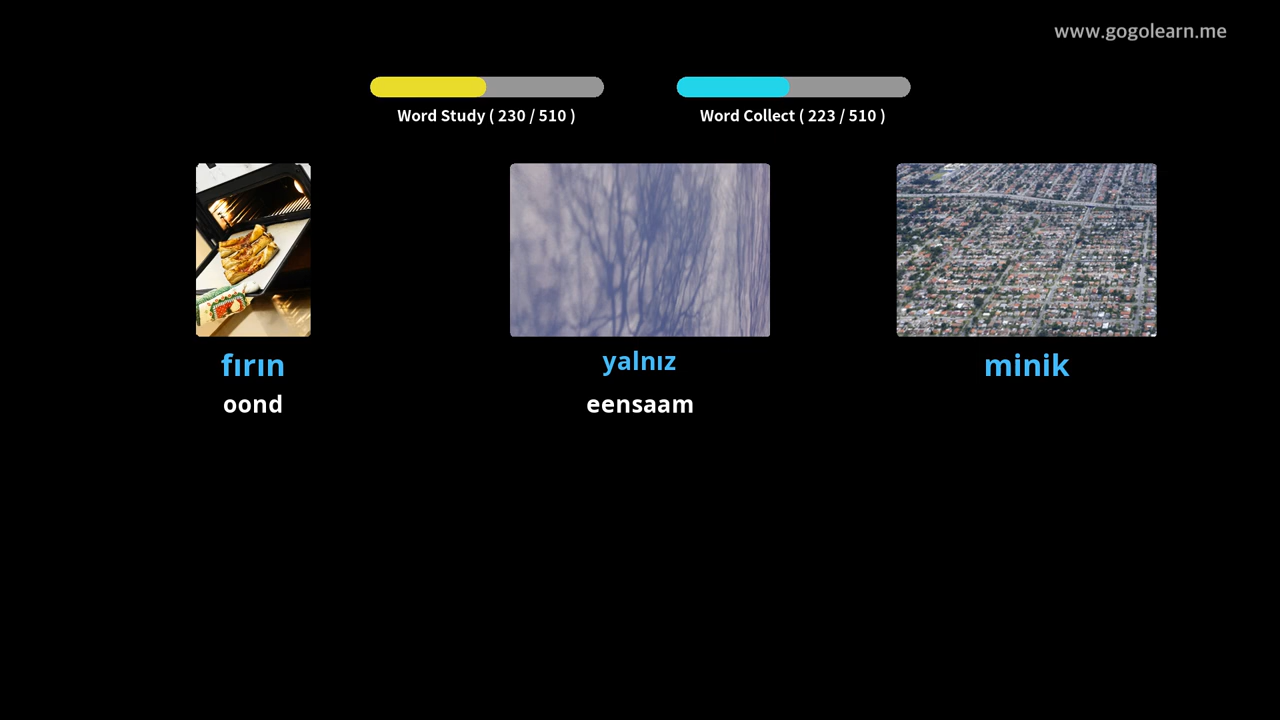 www.gogolearn.me
Word Study ( 230 / 510 )
Word Collect ( 223 / 510 )
fırın
yalnız
minik
oond
eensaam